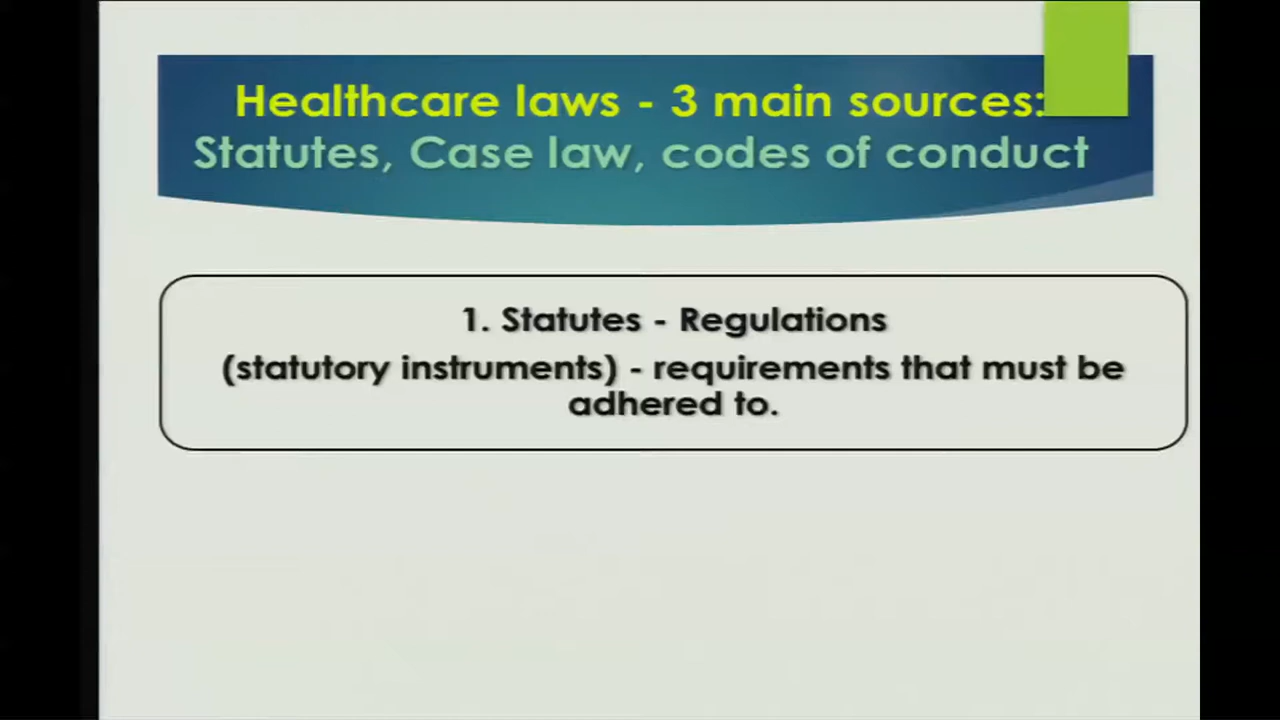 Healthcare laws - 3 main sources:
Statutes, Case law, codes of conduct
1. Statutes - Regulations
(statutory instruments) - requirements that must be
adhered to.